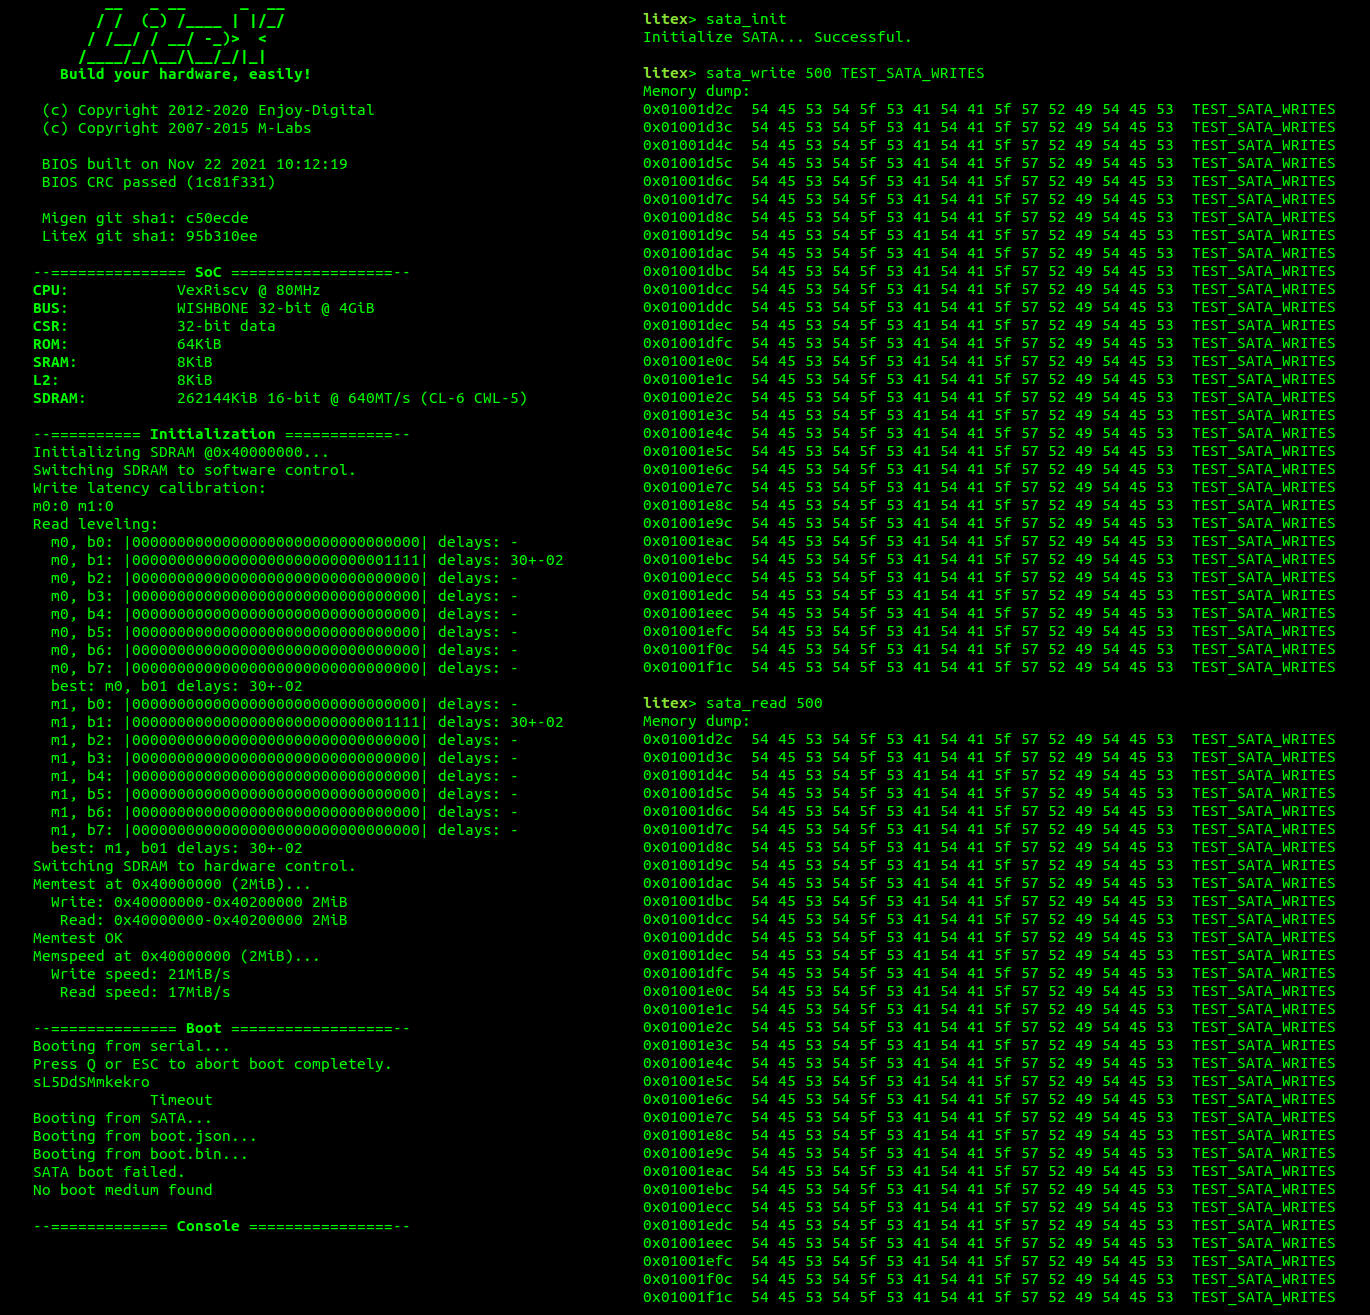 __   _ __      _  __
       / /  (_) /____ | |/_/
      / /__/ / __/ -_)>  <
     /____/_/\__/\__/_/|_|
   Build your hardware, easily!
 (c) Copyright 2012-2020 Enjoy-Digital
 (c) Copyright 2007-2015 M-Labs
 BIOS built on Nov 22 2021 10:12:19
 BIOS CRC passed (1c81f331)
 Migen git sha1: c50ecde
 LiteX git sha1: 95b310ee
--=============== SoC ==================--
CPU:            VexRiscv @ 80MHz
BUS:            WISHBONE 32-bit @ 4GiB
CSR:            32-bit data
ROM:            64KiB
SRAM:           8KiB
L2:             8KiB
SDRAM:          262144KiB 16-bit @ 640MT/s (CL-6 CWL-5)
--========== Initialization ============--
Initializing SDRAM @0x40000000...
Switching SDRAM to software control.
Write latency calibration:
m0:0 m1:0
Read leveling:
  m0, b0: |00000000000000000000000000000000| delays: -
  m0, b1: |00000000000000000000000000001111| delays: 30+-02
  m0, b2: |00000000000000000000000000000000| delays: -
  m0, b3: |00000000000000000000000000000000| delays: -
  m0, b4: |00000000000000000000000000000000| delays: -
  m0, b5: |00000000000000000000000000000000| delays: -
  m0, b6: |00000000000000000000000000000000| delays: -
  m0, b7: |00000000000000000000000000000000| delays: -
  best: m0, b01 delays: 30+-02
  m1, b0: |00000000000000000000000000000000| delays: -
  m1, b1: |00000000000000000000000000001111| delays: 30+-02
  m1, b2: |00000000000000000000000000000000| delays: -
  m1, b3: |00000000000000000000000000000000| delays: -
  m1, b4: |00000000000000000000000000000000| delays: -
  m1, b5: |00000000000000000000000000000000| delays: -
  m1, b6: |00000000000000000000000000000000| delays: -
  m1, b7: |00000000000000000000000000000000| delays: -
  best: m1, b01 delays: 30+-02
Switching SDRAM to hardware control.
Memtest at 0x40000000 (2MiB)...
  Write: 0x40000000-0x40200000 2MiB
   Read: 0x40000000-0x40200000 2MiB
Memtest OK
Memspeed at 0x40000000 (2MiB)...
  Write speed: 21MiB/s
   Read speed: 17MiB/s
--============== Boot ==================--
Booting from serial...
Press Q or ESC to abort boot completely.
sL5DdSMmkekro
             Timeout
Booting from SATA...
Booting from boot.json...
Booting from boot.bin...
SATA boot failed.
No boot medium found
--============= Console ================--
litex> sata_init
Initialize SATA... Successful.
litex> sata_write 500 TEST_SATA_WRITES
Memory dump:
0x01001d2c  54 45 53 54 5f 53 41 54 41 5f 57 52 49 54 45 53  TEST_SATA_WRITES
0x01001d3c  54 45 53 54 5f 53 41 54 41 5f 57 52 49 54 45 53  TEST_SATA_WRITES
0x01001d4c  54 45 53 54 5f 53 41 54 41 5f 57 52 49 54 45 53  TEST_SATA_WRITES
0x01001d5c  54 45 53 54 5f 53 41 54 41 5f 57 52 49 54 45 53  TEST_SATA_WRITES
0x01001d6c  54 45 53 54 5f 53 41 54 41 5f 57 52 49 54 45 53  TEST_SATA_WRITES
0x01001d7c  54 45 53 54 5f 53 41 54 41 5f 57 52 49 54 45 53  TEST_SATA_WRITES
0x01001d8c  54 45 53 54 5f 53 41 54 41 5f 57 52 49 54 45 53  TEST_SATA_WRITES
0x01001d9c  54 45 53 54 5f 53 41 54 41 5f 57 52 49 54 45 53  TEST_SATA_WRITES
0x01001dac  54 45 53 54 5f 53 41 54 41 5f 57 52 49 54 45 53  TEST_SATA_WRITES
0x01001dbc  54 45 53 54 5f 53 41 54 41 5f 57 52 49 54 45 53  TEST_SATA_WRITES
0x01001dcc  54 45 53 54 5f 53 41 54 41 5f 57 52 49 54 45 53  TEST_SATA_WRITES
0x01001ddc  54 45 53 54 5f 53 41 54 41 5f 57 52 49 54 45 53  TEST_SATA_WRITES
0x01001dec  54 45 53 54 5f 53 41 54 41 5f 57 52 49 54 45 53  TEST_SATA_WRITES
0x01001dfc  54 45 53 54 5f 53 41 54 41 5f 57 52 49 54 45 53  TEST_SATA_WRITES
0x01001e0c  54 45 53 54 5f 53 41 54 41 5f 57 52 49 54 45 53  TEST_SATA_WRITES
0x01001e1c  54 45 53 54 5f 53 41 54 41 5f 57 52 49 54 45 53  TEST_SATA_WRITES
0x01001e2c  54 45 53 54 5f 53 41 54 41 5f 57 52 49 54 45 53  TEST_SATA_WRITES
0x01001e3c  54 45 53 54 5f 53 41 54 41 5f 57 52 49 54 45 53  TEST_SATA_WRITES
0x01001e4c  54 45 53 54 5f 53 41 54 41 5f 57 52 49 54 45 53  TEST_SATA_WRITES
0x01001e5c  54 45 53 54 5f 53 41 54 41 5f 57 52 49 54 45 53  TEST_SATA_WRITES
0x01001e6c  54 45 53 54 5f 53 41 54 41 5f 57 52 49 54 45 53  TEST_SATA_WRITES
0x01001e7c  54 45 53 54 5f 53 41 54 41 5f 57 52 49 54 45 53  TEST_SATA_WRITES
0x01001e8c  54 45 53 54 5f 53 41 54 41 5f 57 52 49 54 45 53  TEST_SATA_WRITES
0x01001e9c  54 45 53 54 5f 53 41 54 41 5f 57 52 49 54 45 53  TEST_SATA_WRITES
0x01001eac  54 45 53 54 5f 53 41 54 41 5f 57 52 49 54 45 53  TEST_SATA_WRITES
0x01001ebc  54 45 53 54 5f 53 41 54 41 5f 57 52 49 54 45 53  TEST_SATA_WRITES
0x01001ecc  54 45 53 54 5f 53 41 54 41 5f 57 52 49 54 45 53  TEST_SATA_WRITES
0x01001edc  54 45 53 54 5f 53 41 54 41 5f 57 52 49 54 45 53  TEST_SATA_WRITES
0x01001eec  54 45 53 54 5f 53 41 54 41 5f 57 52 49 54 45 53  TEST_SATA_WRITES
0x01001efc  54 45 53 54 5f 53 41 54 41 5f 57 52 49 54 45 53  TEST_SATA_WRITES
0x01001f0c  54 45 53 54 5f 53 41 54 41 5f 57 52 49 54 45 53  TEST_SATA_WRITES
0x01001f1c  54 45 53 54 5f 53 41 54 41 5f 57 52 49 54 45 53  TEST_SATA_WRITES
litex> sata_read 500
Memory dump:
0x01001d2c  54 45 53 54 5f 53 41 54 41 5f 57 52 49 54 45 53  TEST_SATA_WRITES
0x01001d3c  54 45 53 54 5f 53 41 54 41 5f 57 52 49 54 45 53  TEST_SATA_WRITES
0x01001d4c  54 45 53 54 5f 53 41 54 41 5f 57 52 49 54 45 53  TEST_SATA_WRITES
0x01001d5c  54 45 53 54 5f 53 41 54 41 5f 57 52 49 54 45 53  TEST_SATA_WRITES
0x01001d6c  54 45 53 54 5f 53 41 54 41 5f 57 52 49 54 45 53  TEST_SATA_WRITES
0x01001d7c  54 45 53 54 5f 53 41 54 41 5f 57 52 49 54 45 53  TEST_SATA_WRITES
0x01001d8c  54 45 53 54 5f 53 41 54 41 5f 57 52 49 54 45 53  TEST_SATA_WRITES
0x01001d9c  54 45 53 54 5f 53 41 54 41 5f 57 52 49 54 45 53  TEST_SATA_WRITES
0x01001dac  54 45 53 54 5f 53 41 54 41 5f 57 52 49 54 45 53  TEST_SATA_WRITES
0x01001dbc  54 45 53 54 5f 53 41 54 41 5f 57 52 49 54 45 53  TEST_SATA_WRITES
0x01001dcc  54 45 53 54 5f 53 41 54 41 5f 57 52 49 54 45 53  TEST_SATA_WRITES
0x01001ddc  54 45 53 54 5f 53 41 54 41 5f 57 52 49 54 45 53  TEST_SATA_WRITES
0x01001dec  54 45 53 54 5f 53 41 54 41 5f 57 52 49 54 45 53  TEST_SATA_WRITES
0x01001dfc  54 45 53 54 5f 53 41 54 41 5f 57 52 49 54 45 53  TEST_SATA_WRITES
0x01001e0c  54 45 53 54 5f 53 41 54 41 5f 57 52 49 54 45 53  TEST_SATA_WRITES
0x01001e1c  54 45 53 54 5f 53 41 54 41 5f 57 52 49 54 45 53  TEST_SATA_WRITES
0x01001e2c  54 45 53 54 5f 53 41 54 41 5f 57 52 49 54 45 53  TEST_SATA_WRITES
0x01001e3c  54 45 53 54 5f 53 41 54 41 5f 57 52 49 54 45 53  TEST_SATA_WRITES
0x01001e4c  54 45 53 54 5f 53 41 54 41 5f 57 52 49 54 45 53  TEST_SATA_WRITES
0x01001e5c  54 45 53 54 5f 53 41 54 41 5f 57 52 49 54 45 53  TEST_SATA_WRITES
0x01001e6c  54 45 53 54 5f 53 41 54 41 5f 57 52 49 54 45 53  TEST_SATA_WRITES
0x01001e7c  54 45 53 54 5f 53 41 54 41 5f 57 52 49 54 45 53  TEST_SATA_WRITES
0x01001e8c  54 45 53 54 5f 53 41 54 41 5f 57 52 49 54 45 53  TEST_SATA_WRITES
0x01001e9c  54 45 53 54 5f 53 41 54 41 5f 57 52 49 54 45 53  TEST_SATA_WRITES
0x01001eac  54 45 53 54 5f 53 41 54 41 5f 57 52 49 54 45 53  TEST_SATA_WRITES
0x01001ebc  54 45 53 54 5f 53 41 54 41 5f 57 52 49 54 45 53  TEST_SATA_WRITES
0x01001ecc  54 45 53 54 5f 53 41 54 41 5f 57 52 49 54 45 53  TEST_SATA_WRITES
0x01001edc  54 45 53 54 5f 53 41 54 41 5f 57 52 49 54 45 53  TEST_SATA_WRITES
0x01001eec  54 45 53 54 5f 53 41 54 41 5f 57 52 49 54 45 53  TEST_SATA_WRITES
0x01001efc  54 45 53 54 5f 53 41 54 41 5f 57 52 49 54 45 53  TEST_SATA_WRITES
0x01001f0c  54 45 53 54 5f 53 41 54 41 5f 57 52 49 54 45 53  TEST_SATA_WRITES
0x01001f1c  54 45 53 54 5f 53 41 54 41 5f 57 52 49 54 45 53  TEST_SATA_WRITES